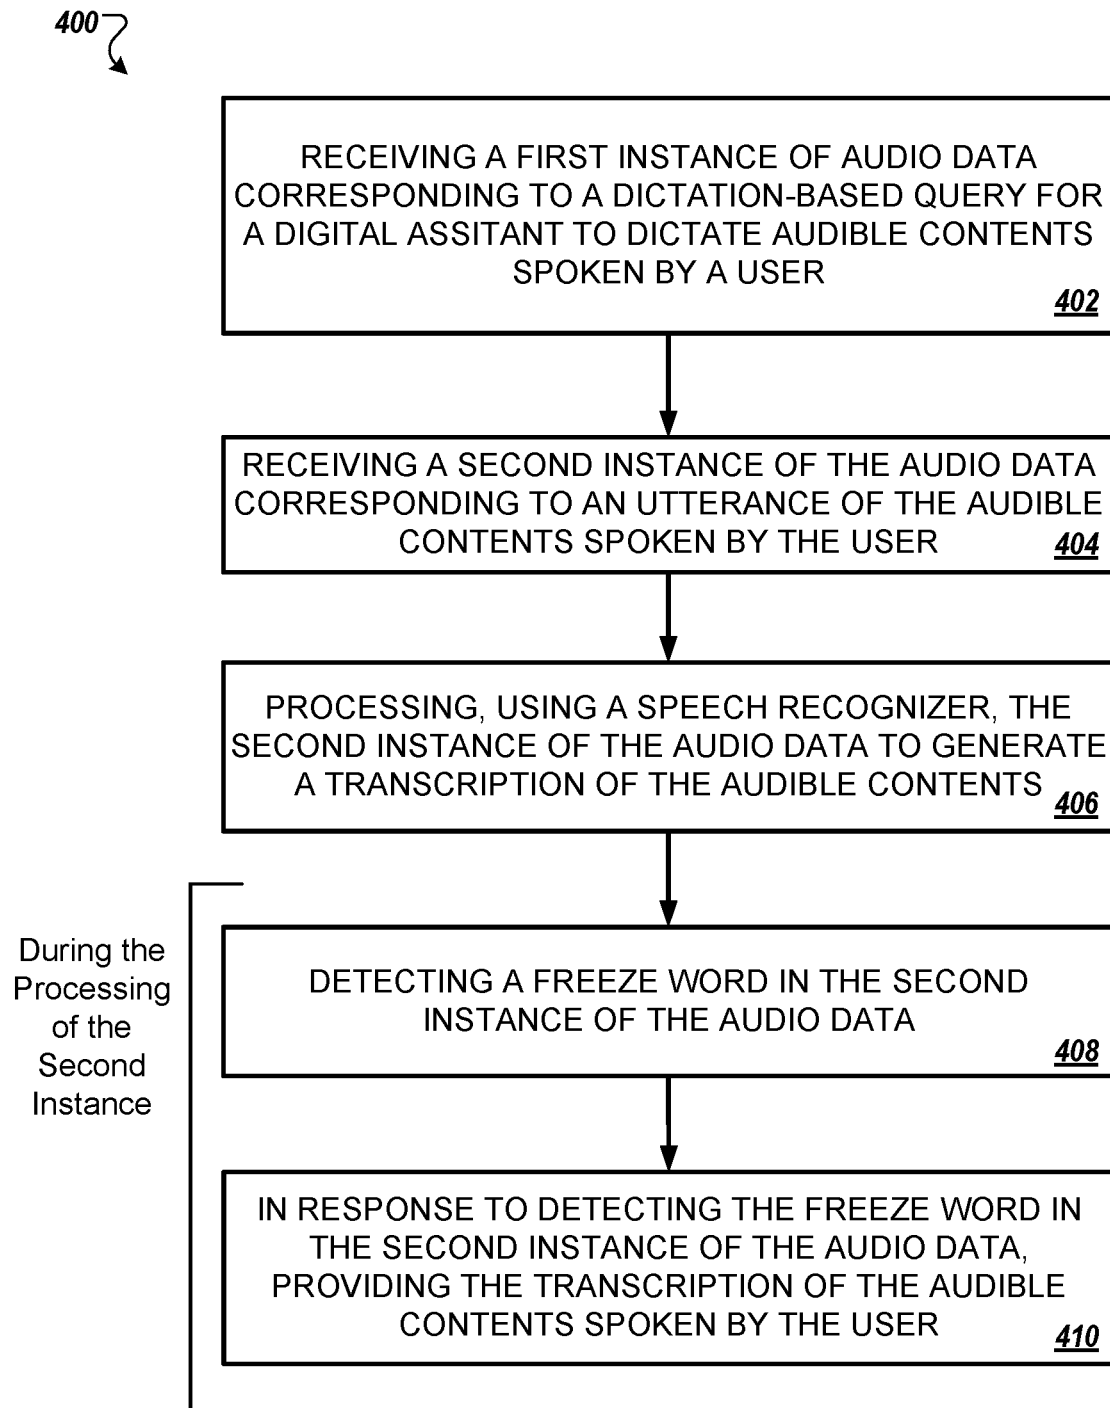 400
RECEIVING A FIRST INSTANCE OF AUDIO DATA
CORRESPONDING TO A DICTATION-BASED QUERY FOR
A DIGITAL ASSITANT TO DICTATE AUDIBLE CONTENTS
SPOKEN BY A USER
402
RECEIVING A SECOND INSTANCE OF THE AUDIO DATA
CORRESPONDING TO AN UTTERANCE OF THE AUDIBLE
CONTENTS SPOKEN BY THE USER
404
PROCESSING, USING A SPEECH RECOGNIZER, THE
SECOND INSTANCE OF THE AUDIO DATA TO GENERATE
A TRANSCRIPTION OF THE AUDIBLE CONTENTS
406
During the
Processing
of the
Second
Instance
DETECTING A FREEZE WORD IN THE SECOND
INSTANCE OF THE AUDIO DATA
408
IN RESPONSE TO DETECTING THE FREEZE WORD IN
THE SECOND INSTANCE OF THE AUDIO DATA,
PROVIDING THE TRANSCRIPTION OF THE AUDIBLE
CONTENTS SPOKEN BY THE USER
410